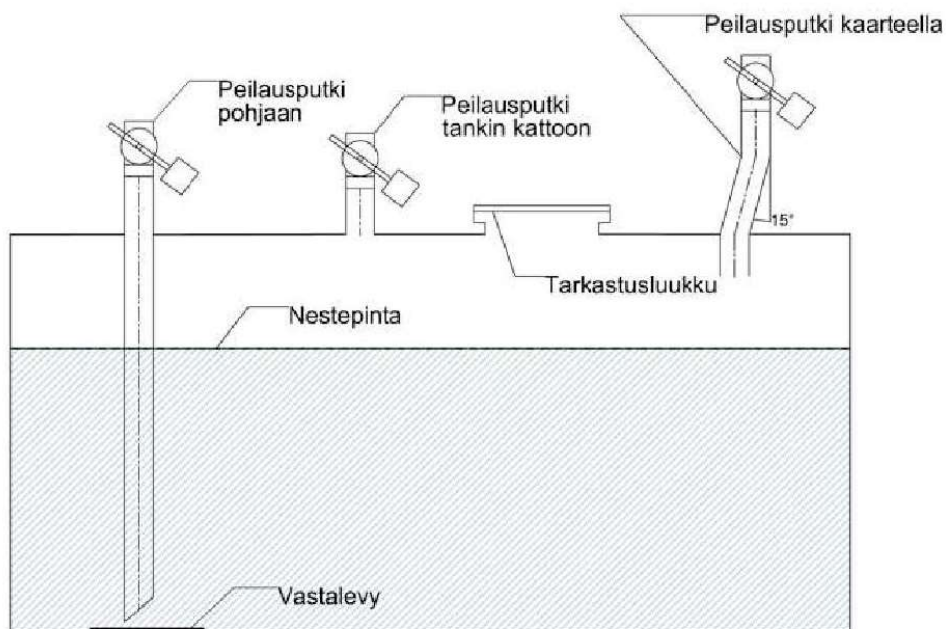 Peilausputki kaarteella
Peilausputki
pohjaan
Peilausputki
tankin kattoon
15°
Tarkastusluukku
Nestepinta
Vastalevy